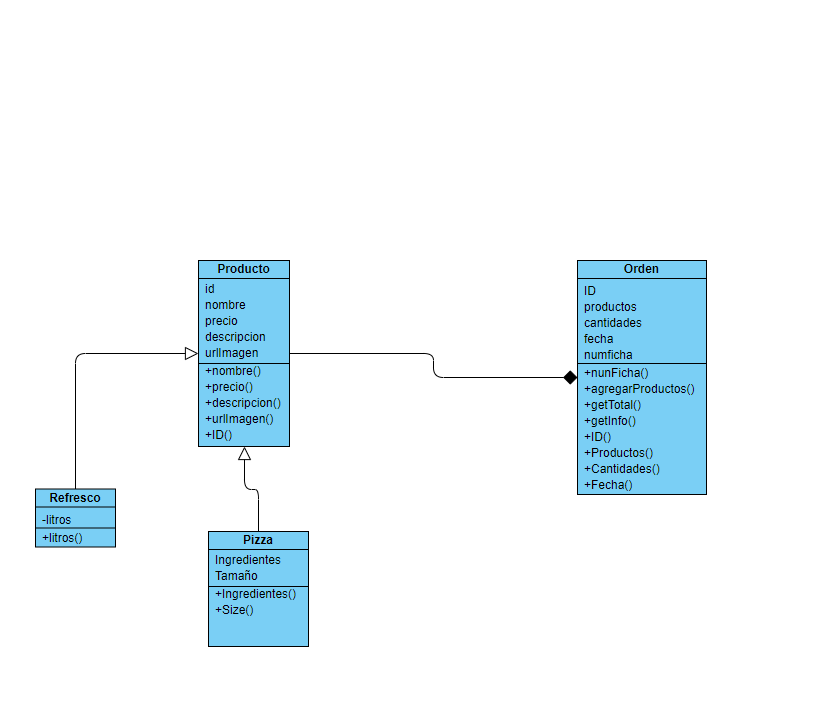 Producto
id
nombre
precio
descripcion
urlImagen
+nombre()
+precio()
+descripcion()
+urlImagen()
+ID()
Orden
ID
productos
cantidades
fecha
numficha
+nunFicha()
+agregarProductos()
+getTotal()
+getInfo()
+ID()
+Productos()
+Cantidades()
+Fecha()
Refresco
-litros
+litros()
Pizza
Ingredientes
Tamaño
+Ingredientes()
+Size()